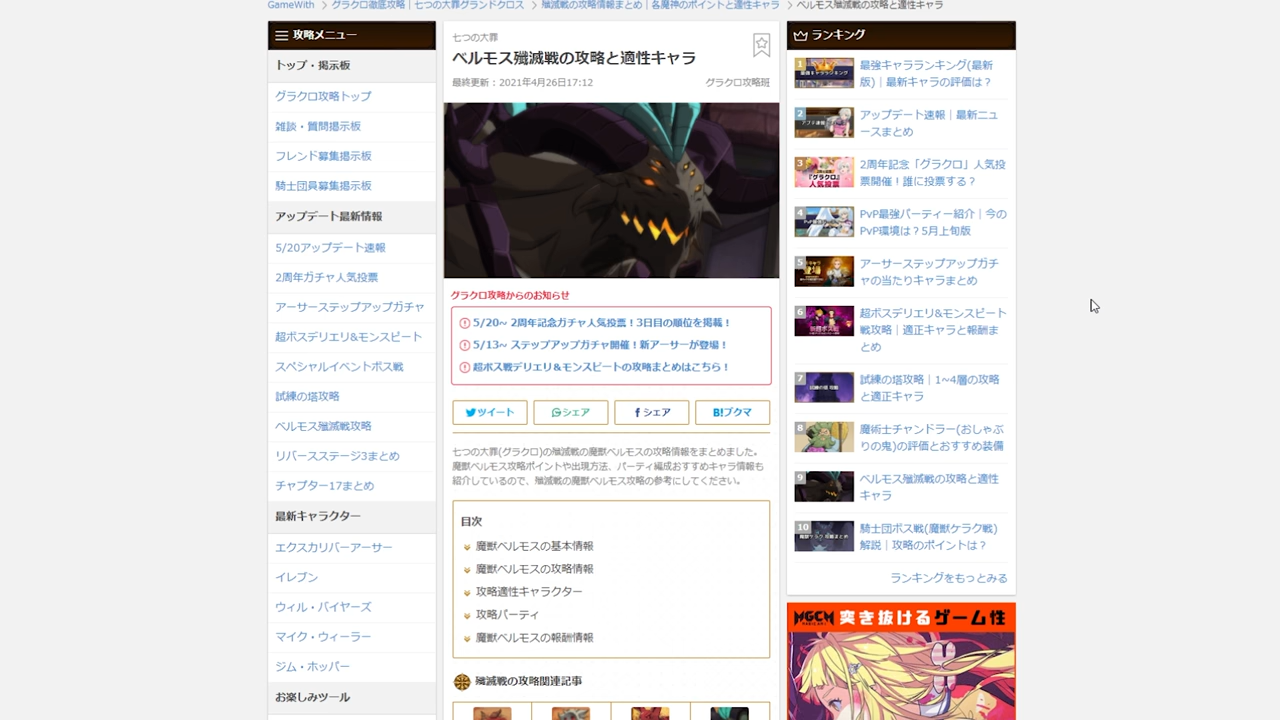 GameWith > グラクロ徹底攻略｜七つの大罪グランドクロス > 殲滅戦の攻略情報まとめ｜各魔神のポイントと適性キャラ > ベルモス殲滅戦の攻略と適性キャラ
攻略メニュー
トップ・掲示板
グラクロ攻略トップ
雑談・質問掲示板
フレンド募集掲示板
騎士団員募集掲示板
アップデート最新情報
5/20アップデート速報
2周年ガチャ人気投票
アーサーステップアップガチャ
超ボスデリエリ&モンスピート
スペシャルイベントボス戦
試練の塔攻略
ベルモス殲滅戦攻略
リバースステージ3まとめ
チャプター17まとめ
最新キャラクター
エクスカリバーアーサー
イレブン
ウィル・バイヤーズ
マイク・ウィーラー
ジム・ホッパー
お楽しみツール
七つの大罪
ベルモス殲滅戦の攻略と適性キャラ
最終更新：2021年4月26日17:12
グラクロ攻略班
グラクロ攻略からのお知らせ
5/20~ 2周年記念ガチャ人気投票！3日目の順位を掲載！
5/13~ ステップアップガチャ開催！新アーサーが登場！
超ボス戦デリエリ＆モンスピートの攻略まとめはこちら！
ツイート
シェア
シェア
B!ブクマ
七つの大罪(グラクロ)の殲滅戦の魔獣ベルモスの攻略情報をまとめました。
魔獣ベルモス攻略ポイントや出現方法、パーティ編成おすすめキャラ情報も
紹介しているので、殲滅戦の魔獣ベルモス攻略の参考にしてください。
目次
魔獣ベルモスの基本情報
魔獣ベルモスの攻略情報
攻略適性キャラクター
攻略パーティ
魔獣ベルモスの報酬情報
殲滅戦の攻略関連記事
ランキング
1
最強キャラランキング(最新
版)｜最新キャラの評価は？
2
アップデート速報｜最新ニュ
ースまとめ
3
2周年記念「グラクロ」人気投
票開催！誰に投票する？
4
PvP最強パーティー紹介｜今の
PvP環境は？5月上旬版
5
アーサーステップアップガチ
ャの当たりキャラまとめ
6
超ボスデリエリ&モンスピート
戦攻略｜適正キャラと報酬ま
とめ
7
試練の塔攻略｜1~4層の攻略
と適正キャラ
8
魔術士チャンドラー(おしゃぶ
りの鬼)の評価とおすすめ装備
9
ベルモス殲滅戦の攻略と適性
キャラ
10
騎士団ボス戦(魔獣ケラク戦)
解説｜攻略のポイントは？
ランキングをもっとみる
MGCM 突き抜けるゲーム性